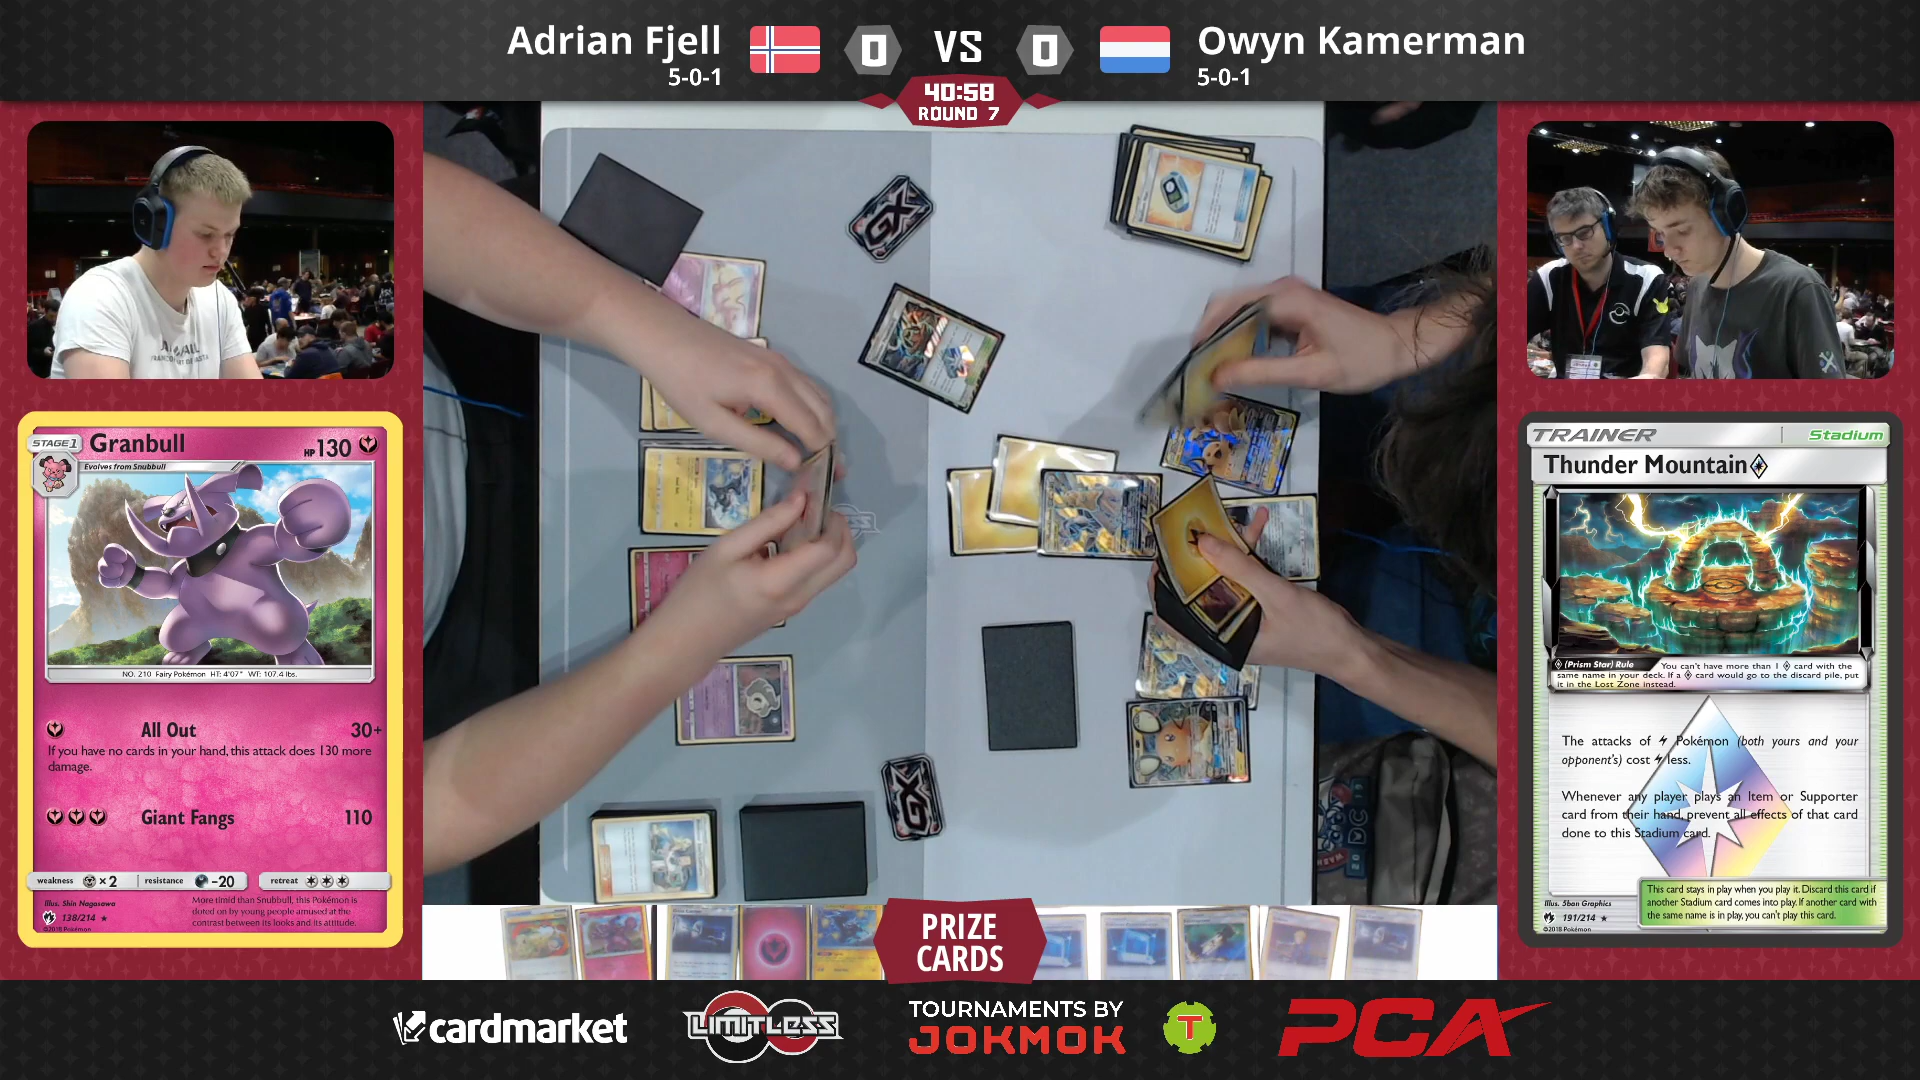 Adrian Fjell
5-0-1
0
VS
0
Owyn Kamerman
5-0-1
40:58
ROUND 7
STAGE 1
Granbull
HP 130
Evolves from Snubbull
NO. 210 Fairy Pokémon HT: 4'07" WT: 107.4 lbs.
All Out 30+
If you have no cards in your hand, this attack does 130 more
damage.
Giant Fangs 110
weakness ×2 resistance -20 retreat
Illus. Shin Nagasawa
138/214 ★
©2018 Pokémon
More timid than Snubbull, this Pokémon is
doted on by young people amused at the
contrast between its looks and its attitude.
TRAINER Stadium
Thunder Mountain
(Prism Star) Rule You can't have more than 1 card with the
same name in your deck. If a card would go to the discard pile, put
it in the Lost Zone instead.
The attacks of Pokémon (both yours and your
opponent's) cost less.
Whenever any player plays an Item or Supporter
card from their hand, prevent all effects of that card
done to this Stadium card.
This card stays in play when you play it. Discard this card if
another Stadium card comes into play. If another card with
the same name is in play, you can't play this card.
Illus. 5ban Graphics
191/214 ★
©2018 Pokémon
GX
GX
PRIZE
CARDS
cardmarket
LIMITLESS
TOURNAMENTS BY
JOKMOK
T
PCA